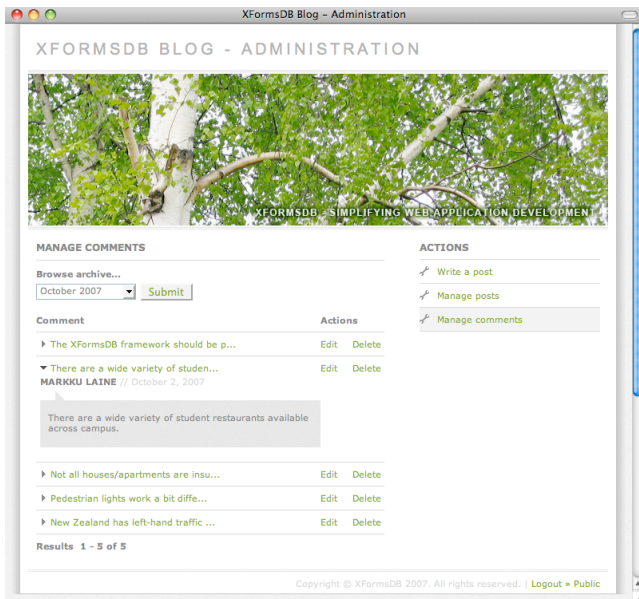 XFormsDB Blog – Administration
XFORMSDB BLOG - ADMINISTRATION
XFORMSDB - SIMPLIFYING WEB APPLICATION DEVELOPMENT
MANAGE COMMENTS
Browse archive...
October 2007 Submit
Comment Actions
The XFormsDB framework should be p... Edit Delete
There are a wide variety of studen... Edit Delete
MARKKU LAINE // October 2, 2007
There are a wide variety of student restaurants available
across campus.
Not all houses/apartments are insu... Edit Delete
Pedestrian lights work a bit diffe... Edit Delete
New Zealand has left-hand traffic ... Edit Delete
Results 1 - 5 of 5
ACTIONS
Write a post
Manage posts
Manage comments
Copyright © XFormsDB 2007. All rights reserved. | Logout » Public